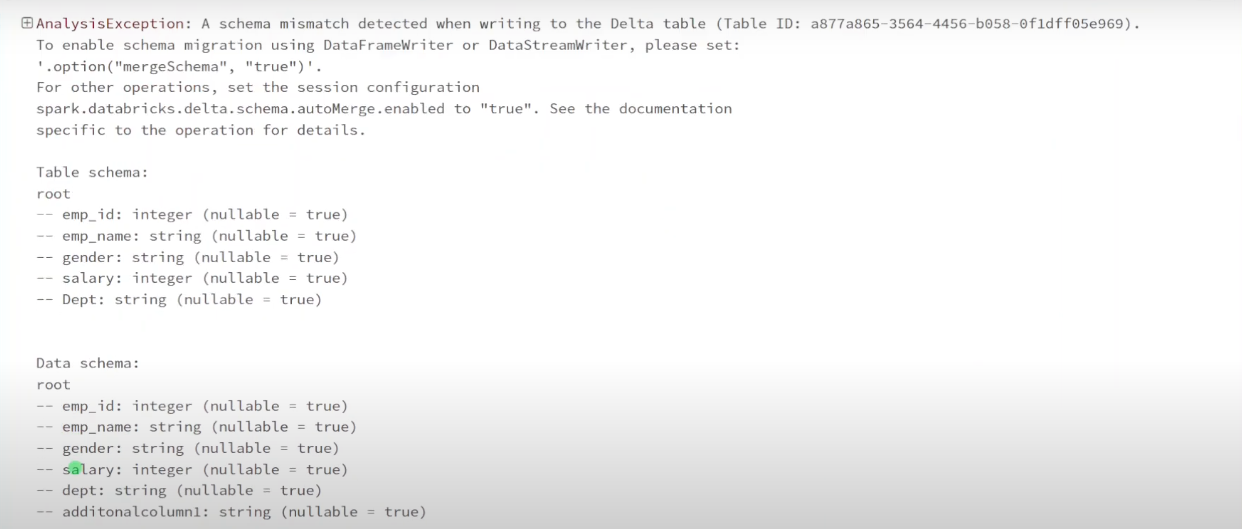 AnalysisException: A schema mismatch detected when writing to the Delta table (Table ID: a877a865-3564-4456-b058-0f1dff05e969).
To enable schema migration using DataFrameWriter or DataStreamWriter, please set:
'.option("mergeSchema", "true")'.
For other operations, set the session configuration
spark.databricks.delta.schema.autoMerge.enabled to "true". See the documentation
specific to the operation for details.
Table schema:
root
-- emp_id: integer (nullable = true)
-- emp_name: string (nullable = true)
-- gender: string (nullable = true)
-- salary: integer (nullable = true)
-- Dept: string (nullable = true)
Data schema:
root
-- emp_id: integer (nullable = true)
-- emp_name: string (nullable = true)
-- gender: string (nullable = true)
-- salary: integer (nullable = true)
-- dept: string (nullable = true)
-- additonalcolumn1: string (nullable = true)